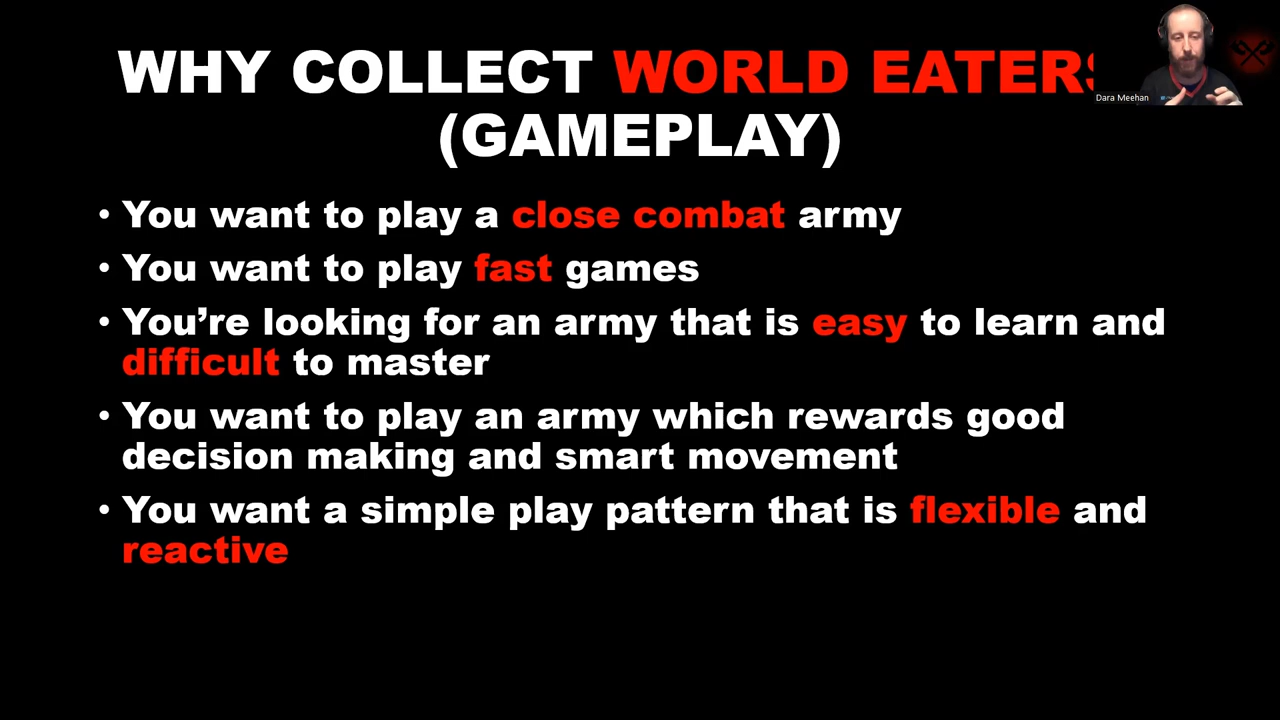 WHY COLLECT WORLD EATERS
(GAMEPLAY)
Dara Meehan
• You want to play a close combat army
• You want to play fast games
• You’re looking for an army that is easy to learn and
difficult to master
• You want to play an army which rewards good
decision making and smart movement
• You want a simple play pattern that is flexible and
reactive